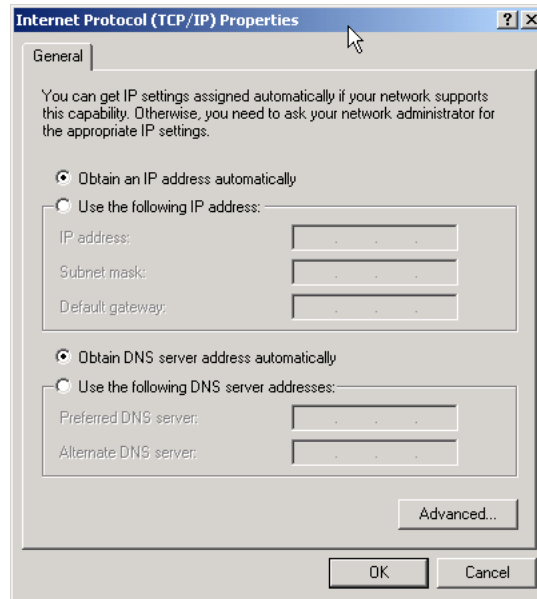 Internet Protocol (TCP/IP) Properties
General
You can get IP settings assigned automatically if your network supports
this capability. Otherwise, you need to ask your network administrator for
the appropriate IP settings.
Obtain an IP address automatically
Use the following IP address:
IP address:
Subnet mask:
Default gateway:
Obtain DNS server address automatically
Use the following DNS server addresses:
Preferred DNS server:
Alternate DNS server:
Advanced...
OK Cancel